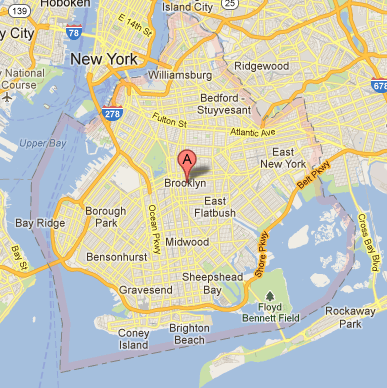 Hoboken
Island City
139
E 14th St
25
78
y City
New York
Williamsburg
Ridgewood
678
y National
Course
278
Bedford -
Stuyvesant
Fulton St
Atlantic Ave
Upper Bay
A
East
New York
Brooklyn
Belt Pkwy
East
Flatbush
Borough
Park
Ocean Pkwy
Bay Ridge
Midwood
Bay St
Bensonhurst
Shore Pkwy
Cross Bay Blvd
Sheepshead
Bay
Gravesend
Floyd
Bennett Field
Rockaway
Park
Coney
Island
Brighton
Beach